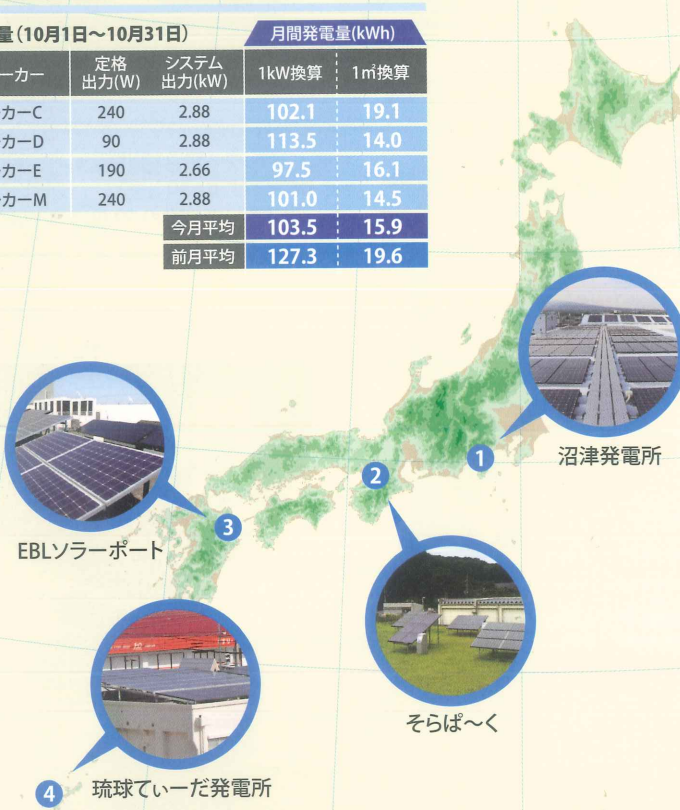 量(10月1日～10月31日)
月間発電量(kWh)
ーカー 定格出力(W) システム出力(kW) 1kW換算 1㎡換算
カーC 240 2.88 102.1 19.1
カーD 90 2.88 113.5 14.0
カーE 190 2.66 97.5 16.1
カーM 240 2.88 101.0 14.5
今月平均 103.5 15.9
前月平均 127.3 19.6
1
沼津発電所
2
3
EBLソラーポート
そらぱ～く
4
琉球てぃーだ発電所